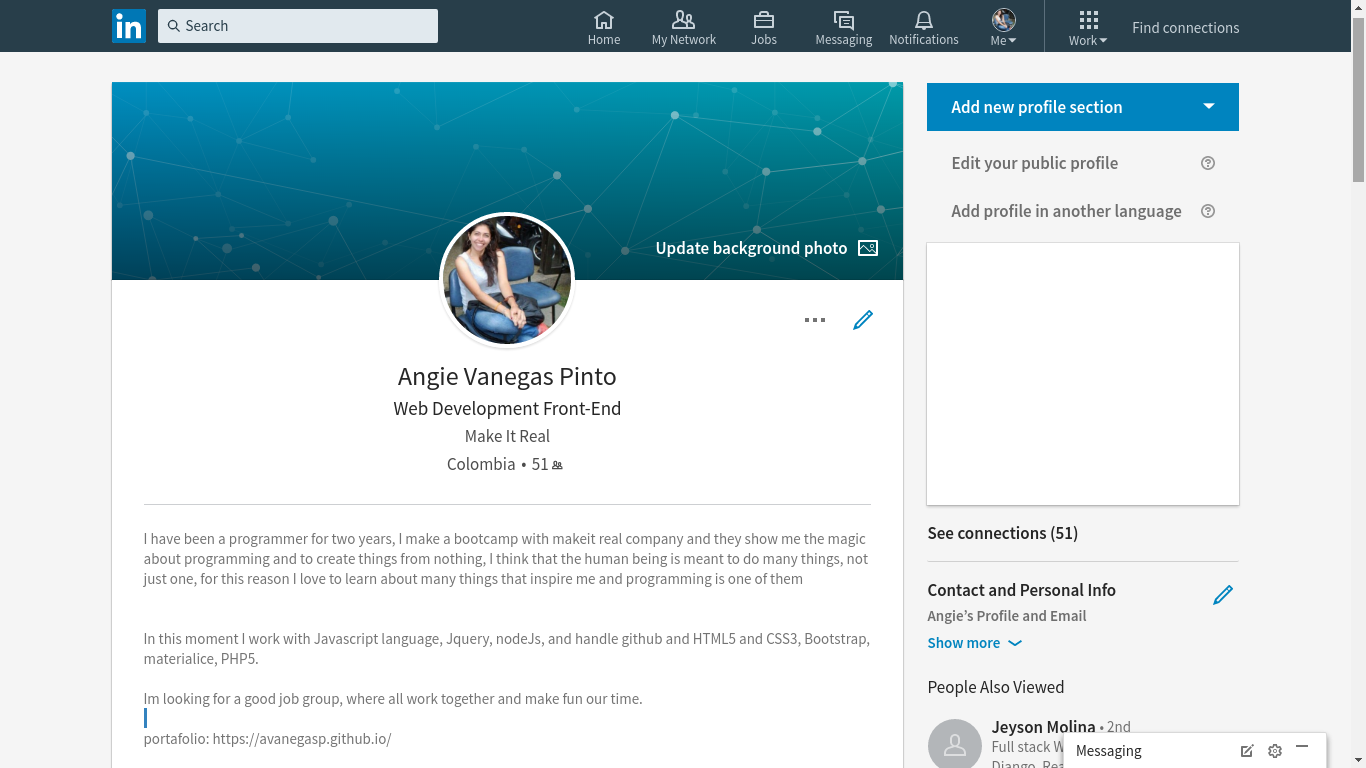 in
Search
Home
My Network
Jobs
Messaging
Notifications
Me
Work
Find connections
Update background photo
Angie Vanegas Pinto
Web Development Front-End
Make It Real
Colombia • 51
I have been a programmer for two years, I make a bootcamp with makeit real company and they show me the magic
about programming and to create things from nothing, I think that the human being is meant to do many things, not
just one, for this reason I love to learn about many things that inspire me and programming is one of them
In this moment I work with Javascript language, Jquery, nodeJs, and handle github and HTML5 and CSS3, Bootstrap,
materialice, PHP5.
Im looking for a good job group, where all work together and make fun our time.
portafolio: https://avanegasp.github.io/
Add new profile section
Edit your public profile
Add profile in another language
See connections (51)
Contact and Personal Info
Angie's Profile and Email
Show more
People Also Viewed
Jeyson Molina • 2nd
Full stack
Django,
Messaging